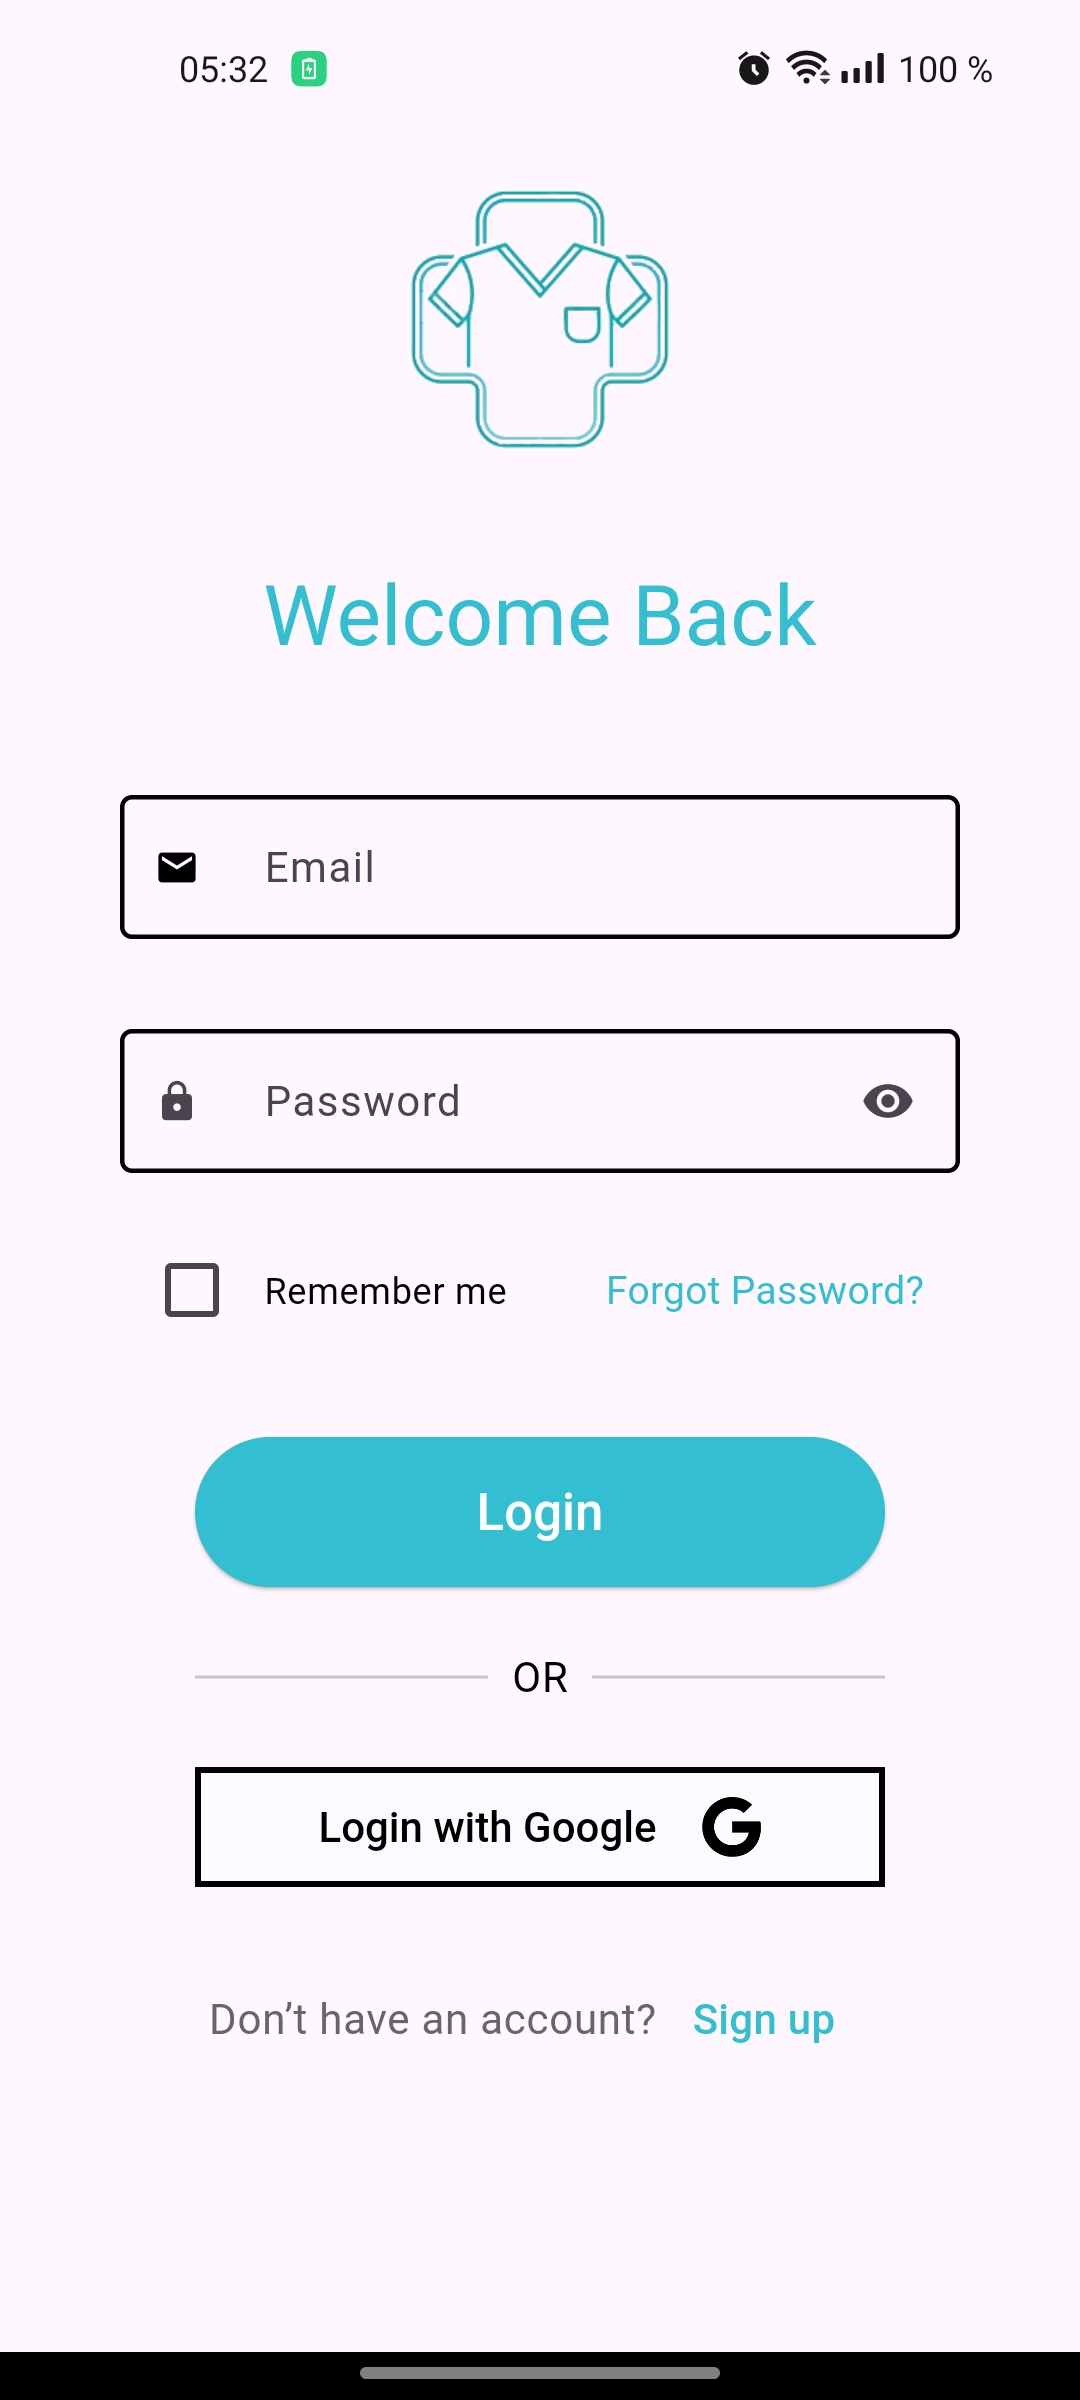 05:32 100 %
Welcome Back
Email
Password
Remember me Forgot Password?
Login
OR
Login with Google
Don’t have an account? Sign up